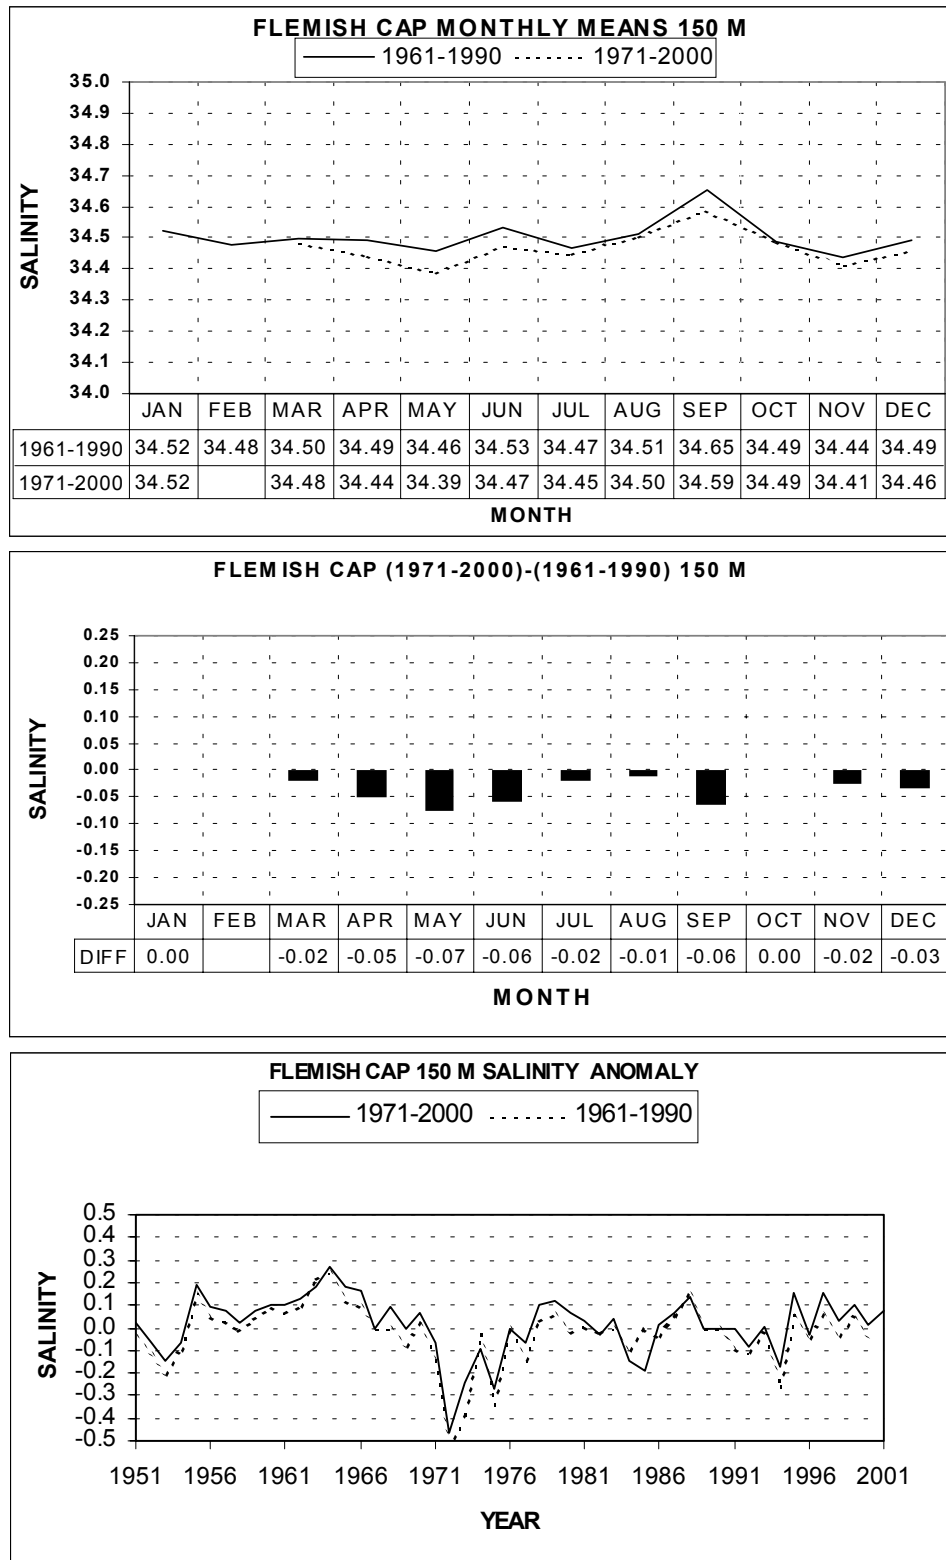 FLEMISH CAP MONTHLY MEANS 150 M
1961-1990 1971-2000
SALINITY
35.0
34.9
34.8
34.7
34.6
34.5
34.4
34.3
34.2
34.1
34.0
JAN FEB MAR APR MAY JUN JUL AUG SEP OCT NOV DEC
1961-1990 34.52 34.48 34.50 34.49 34.46 34.53 34.47 34.51 34.65 34.49 34.44 34.49
1971-2000 34.52 34.48 34.44 34.39 34.47 34.45 34.50 34.59 34.49 34.41 34.46
MONTH
FLEMISH CAP (1971-2000)-(1961-1990) 150 M
SALINITY
0.25
0.20
0.15
0.10
0.05
0.00
-0.05
-0.10
-0.15
-0.20
-0.25
JAN FEB MAR APR MAY JUN JUL AUG SEP OCT NOV DEC
DIFF 0.00 -0.02 -0.05 -0.07 -0.06 -0.02 -0.01 -0.06 0.00 -0.02 -0.03
MONTH
FLEMISH CAP 150 M SALINITY ANOMALY
1971-2000 1961-1990
SALINITY
0.5
0.4
0.3
0.2
0.1
0.0
-0.1
-0.2
-0.3
-0.4
-0.5
1951 1956 1961 1966 1971 1976 1981 1986 1991 1996 2001
YEAR